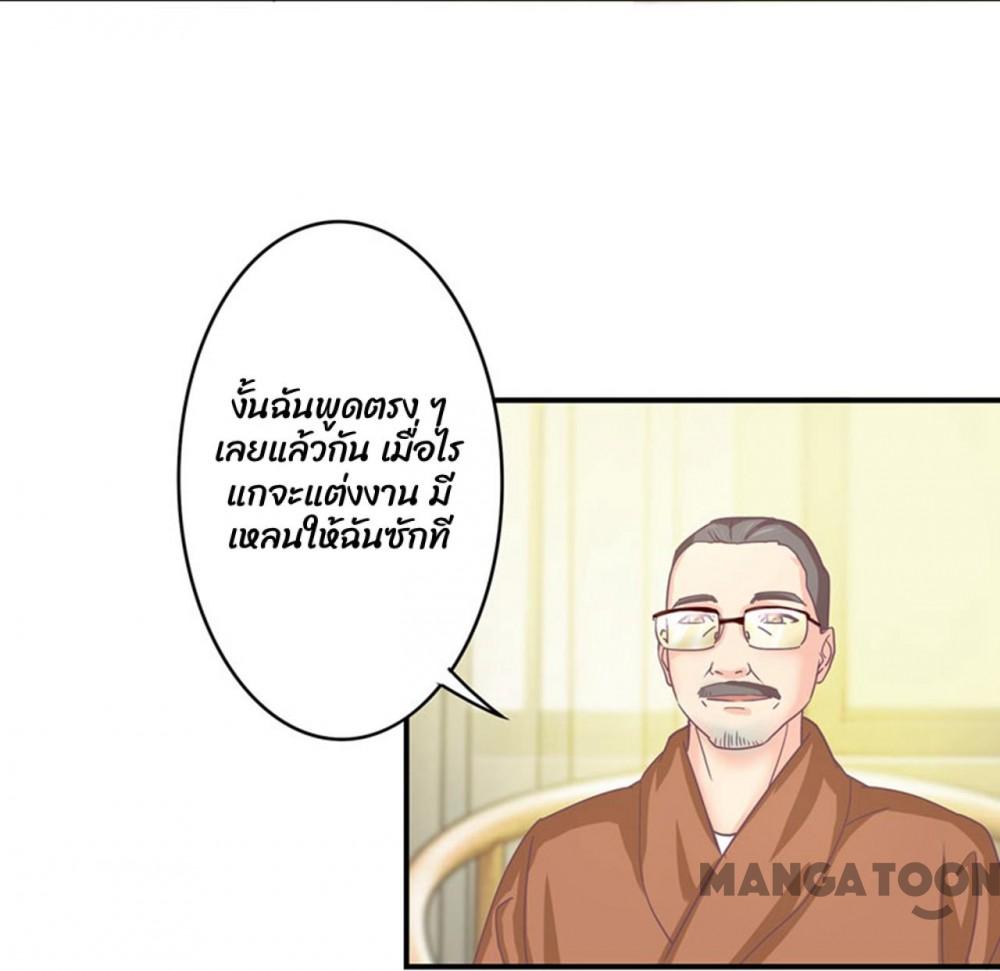 งั้นฉันพูดตรง ๆ
เลยแล้วกัน เมื่อไร
แกจะแต่งงาน มี
เหลนให้ฉันซักที
MANGATOON